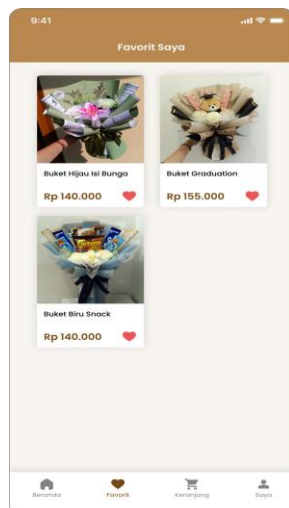 9:41
Favorit Saya
Buket Hijau Isi Bunga
Rp 140.000
Buket Graduation
Rp 155.000
Buket Biru Snack
Rp 140.000
Beranda
Favorit
Keranjang
Saya